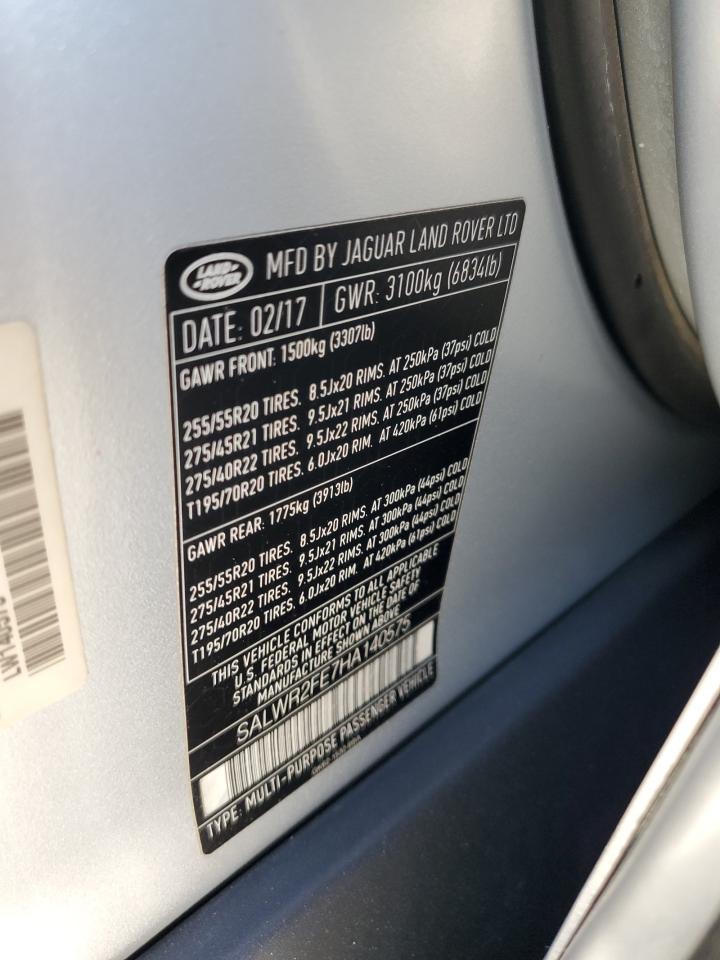 LAND
ROVER
MFD BY JAGUAR LAND ROVER LTD
DATE: 02/17 GWR: 3100kg (6834lb)
GAWR FRONT: 1500kg (3307lb)
255/55R20 TIRES. 8.5Jx20 RIMS. AT 250kPa (37psi) COLD
275/45R21 TIRES. 9.5Jx21 RIMS. AT 250kPa (37psi) COLD
275/40R22 TIRES. 9.5Jx22 RIMS. AT 250kPa (37psi) COLD
T195/70R20 TIRES. 6.0Jx20 RIM. AT 420kPa (61psi) COLD
GAWR REAR: 1775kg (3913lb)
255/55R20 TIRES. 8.5Jx20 RIMS. AT 300kPa (44psi) COLD
275/45R21 TIRES. 9.5Jx21 RIMS. AT 300kPa (44psi) COLD
275/40R22 TIRES. 9.5Jx22 RIMS. AT 300kPa (44psi) COLD
T195/70R20 TIRES. 6.0Jx20 RIM. AT 420kPa (61psi) COLD
THIS VEHICLE CONFORMS TO ALL APPLICABLE
U.S. FEDERAL MOTOR VEHICLE SAFETY
STANDARDS IN EFFECT ON THE DATE OF
MANUFACTURE SHOWN ABOVE
SALWR2FE7HA140575
TYPE: MULTI-PURPOSE PASSENGER VEHICLE